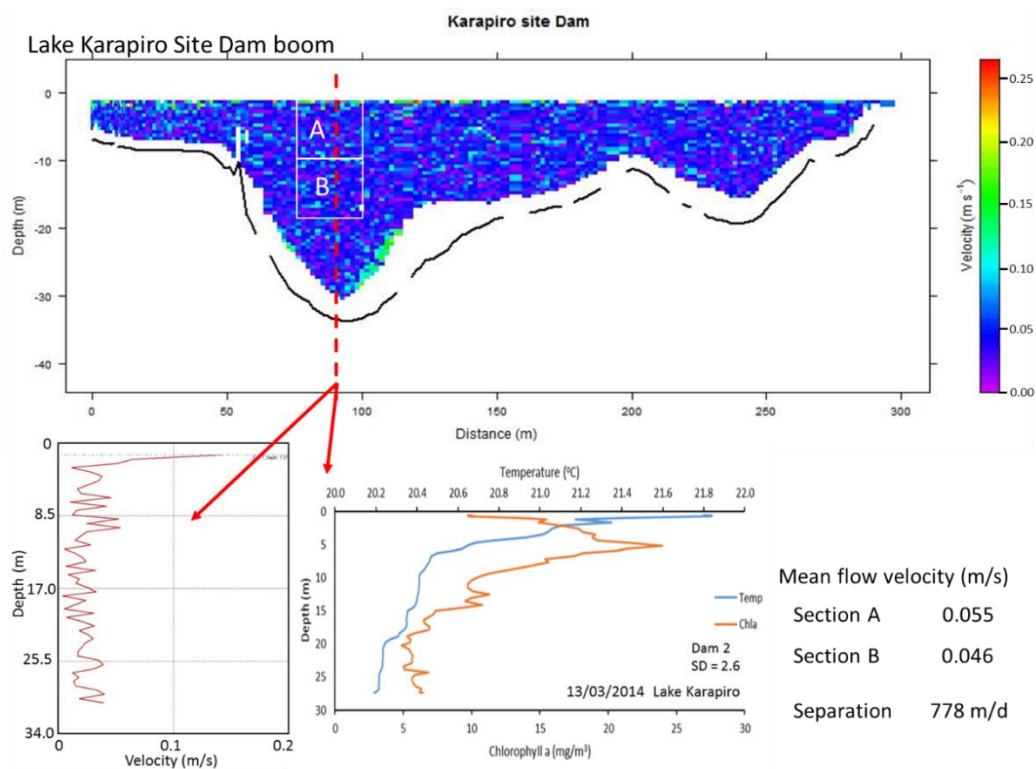 Karapiro site Dam
Lake Karapiro Site Dam boom
0
-10
-20
-30
-40
Depth (m)
A
B
0 50 100 150 200 250 300
Distance (m)
0.25
0.20
0.15
0.10
0.05
0.00
Velocity (m s⁻¹)
0
8.5
17.0
25.5
34.0
Depth (m)
0 0.1 0.2
Velocity (m/s)
Temperature (ºC)
20.0 20.2 20.4 20.6 20.8 21.0 21.2 21.4 21.6 21.8 22.0
0
5
10
15
20
25
30
Depth (m)
Temp
Chla
Dam 2
SD = 2.6
13/03/2014 Lake Karapiro
0 5 10 15 20 25 30
Chlorophyll a (mg/m³)
Mean flow velocity (m/s)
Section A 0.055
Section B 0.046
Separation 778 m/d